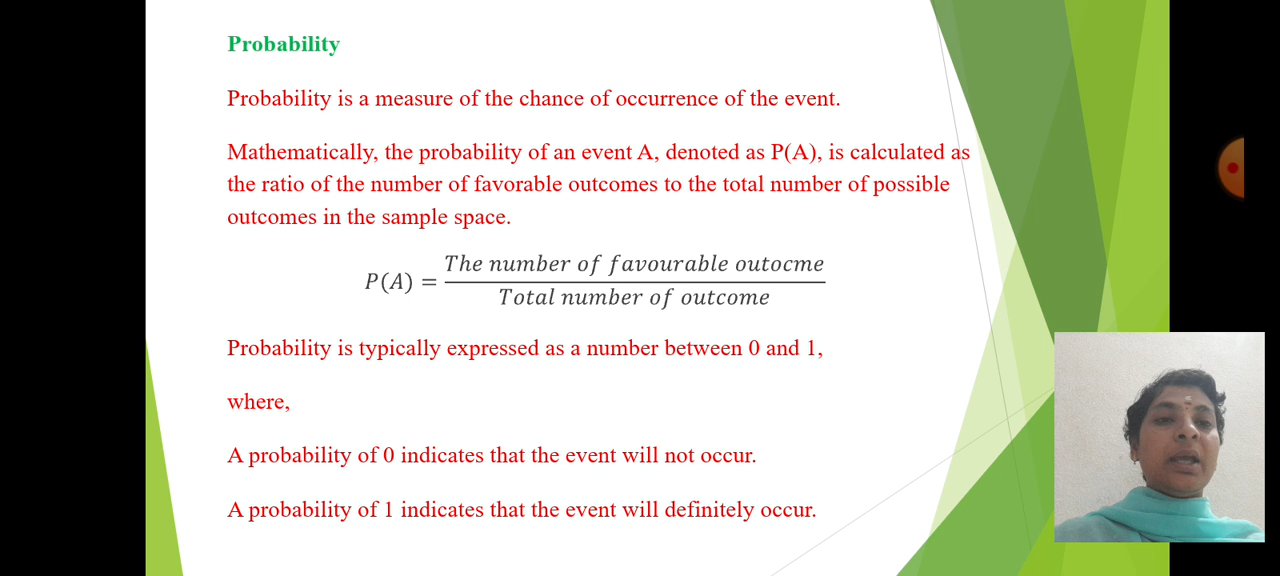 Probability
Probability is a measure of the chance of occurrence of the event.
Mathematically, the probability of an event A, denoted as P(A), is calculated as
the ratio of the number of favorable outcomes to the total number of possible
outcomes in the sample space.
P(A) = The number of favourable outocme / Total number of outcome
Probability is typically expressed as a number between 0 and 1,
where,
A probability of 0 indicates that the event will not occur.
A probability of 1 indicates that the event will definitely occur.